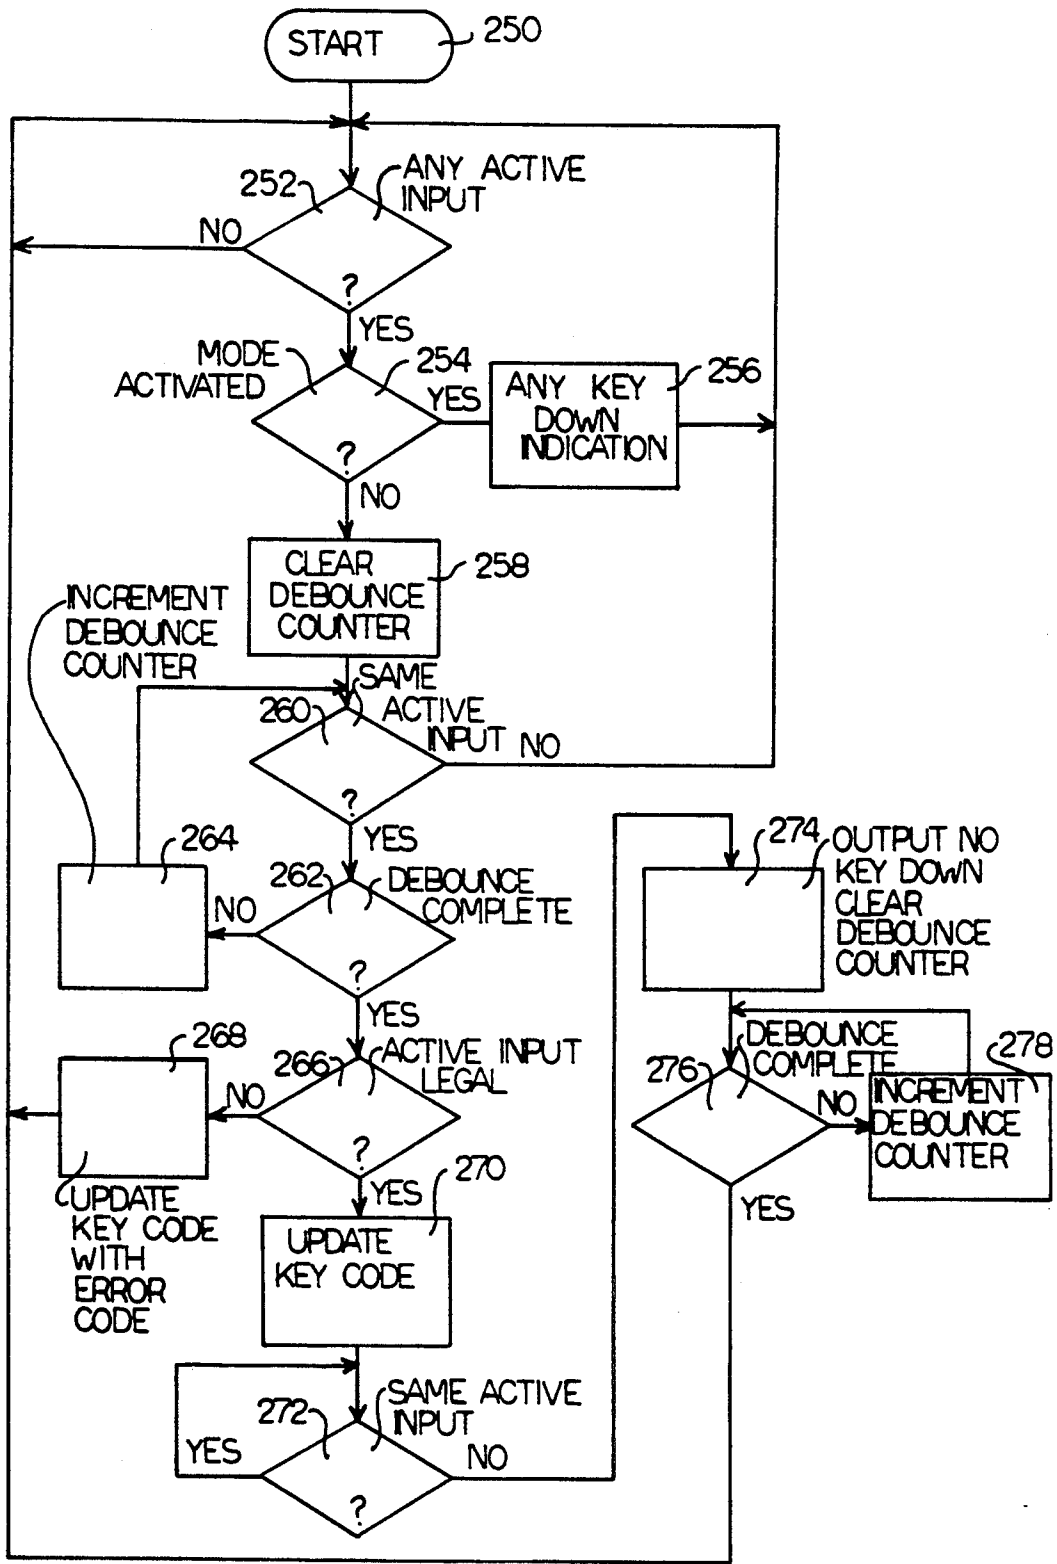 START
250
252
ANY ACTIVE
INPUT
NO
?
YES
MODE
ACTIVATED
254
YES
?
NO
ANY KEY
DOWN
INDICATION
256
CLEAR
DEBOUNCE
COUNTER
258
INCREMENT
DEBOUNCE
COUNTER
SAME
ACTIVE
INPUT
260
NO
?
YES
264
262
DEBOUNCE
COMPLETE
NO
?
YES
268
266
ACTIVE INPUT
LEGAL
NO
?
YES
UPDATE
KEY CODE
WITH
ERROR
CODE
270
UPDATE
KEY CODE
272
SAME ACTIVE
INPUT
YES
NO
?
274
OUTPUT NO
KEY DOWN
CLEAR
DEBOUNCE
COUNTER
276
DEBOUNCE
COMPLETE
NO
YES
278
INCREMENT
DEBOUNCE
COUNTER